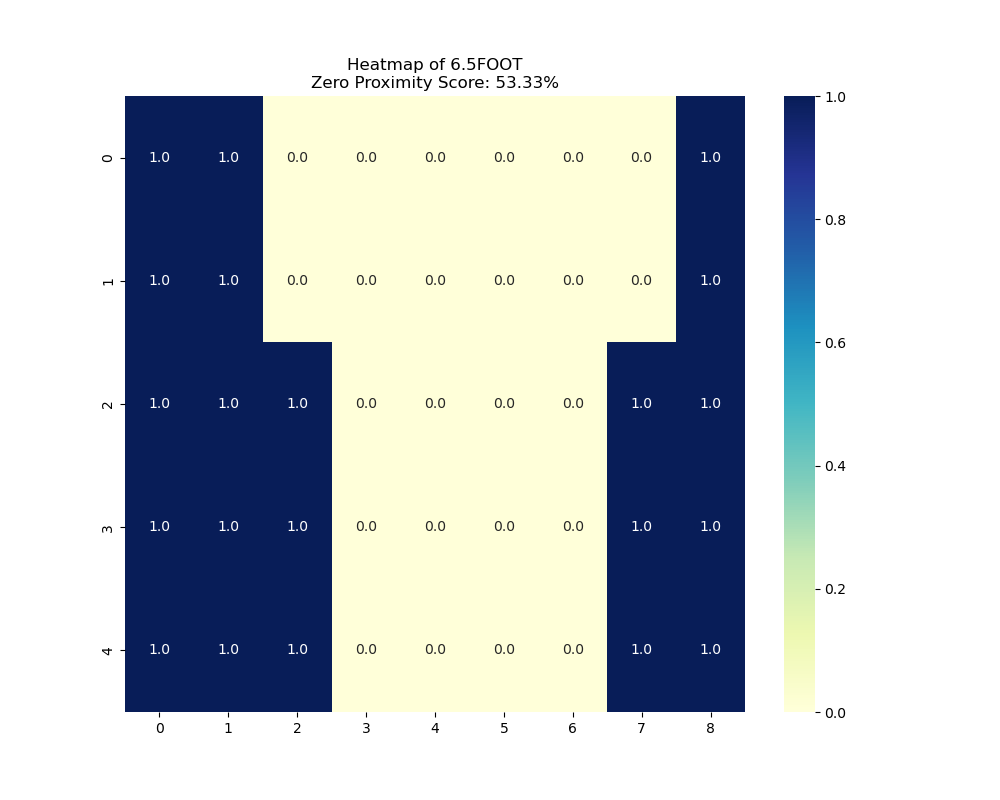 Heatmap of 6.5FOOT
Zero Proximity Score: 53.33%
0 1.0 1.0 0.0 0.0 0.0 0.0 0.0 0.0 1.0
1 1.0 1.0 0.0 0.0 0.0 0.0 0.0 0.0 1.0
2 1.0 1.0 1.0 0.0 0.0 0.0 0.0 1.0 1.0
3 1.0 1.0 1.0 0.0 0.0 0.0 0.0 1.0 1.0
4 1.0 1.0 1.0 0.0 0.0 0.0 0.0 1.0 1.0
0 1 2 3 4 5 6 7 8
1.0
0.8
0.6
0.4
0.2
0.0